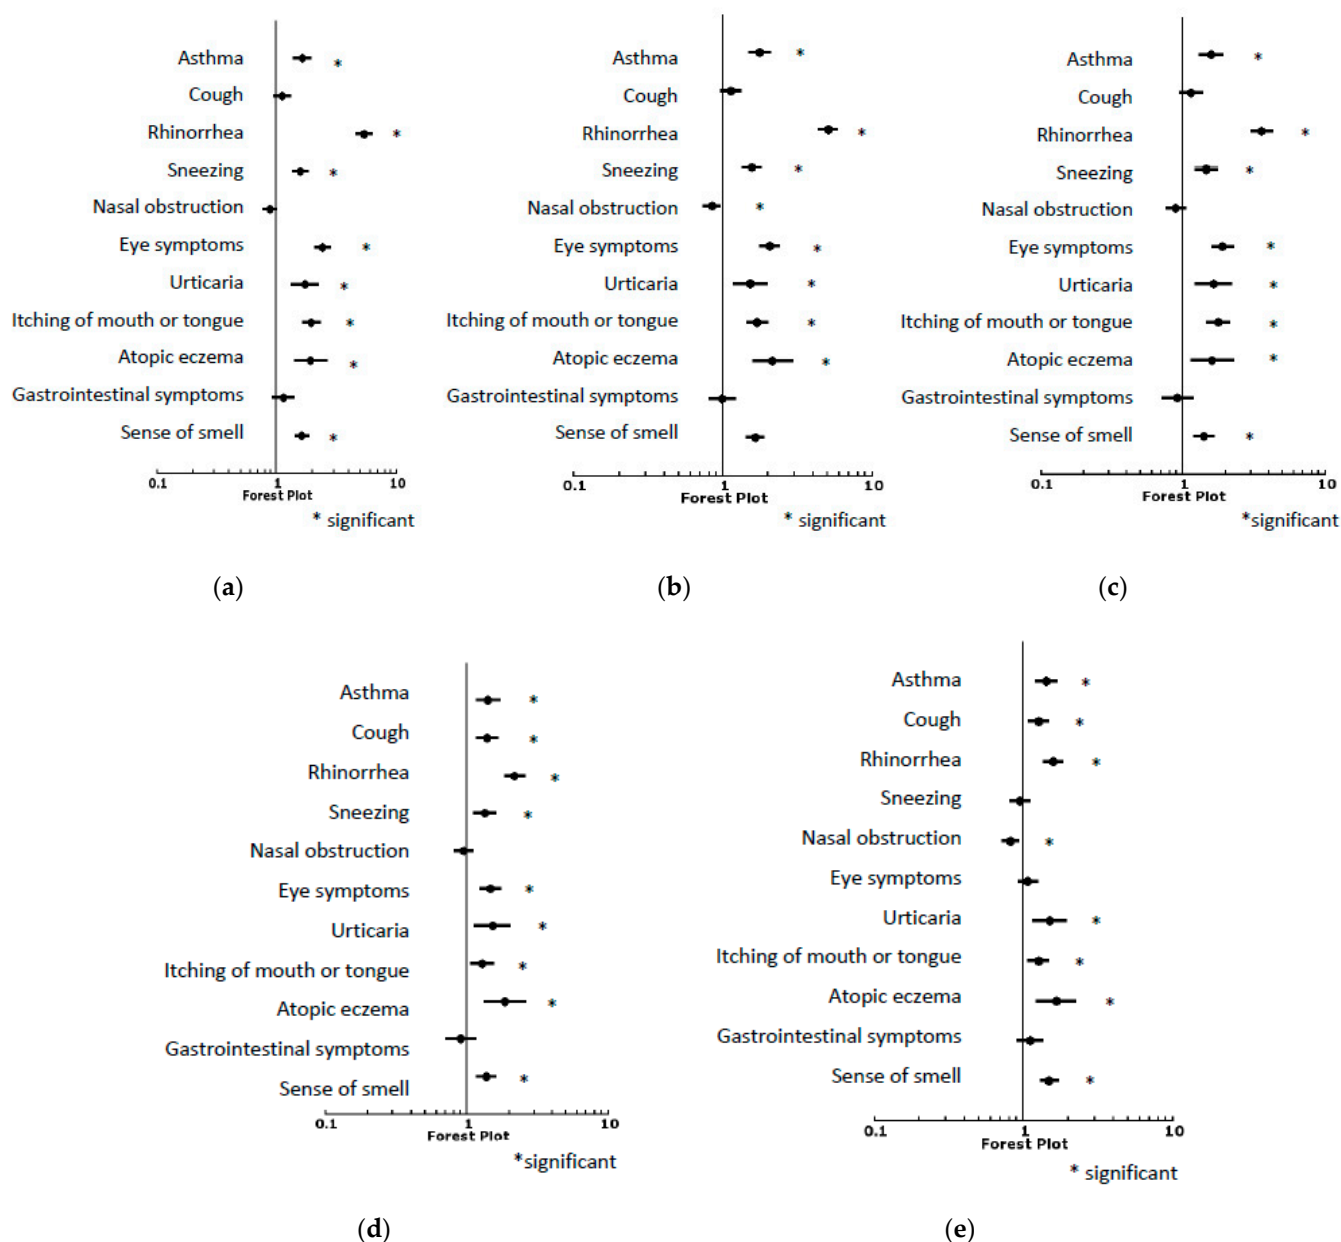 Asthma *
Cough
Rhinorrhea *
Sneezing *
Nasal obstruction
Eye symptoms *
Urticaria *
Itching of mouth or tongue *
Atopic eczema *
Gastrointestinal symptoms
Sense of smell *
0.1 1 10
Forest Plot
* significant
(a)
Asthma *
Cough
Rhinorrhea *
Sneezing *
Nasal obstruction *
Eye symptoms *
Urticaria *
Itching of mouth or tongue *
Atopic eczema *
Gastrointestinal symptoms
Sense of smell
0.1 1 10
Forest Plot
* significant
(b)
Asthma *
Cough
Rhinorrhea *
Sneezing *
Nasal obstruction
Eye symptoms *
Urticaria *
Itching of mouth or tongue *
Atopic eczema *
Gastrointestinal symptoms
Sense of smell *
0.1 1 10
Forest Plot
*significant
(c)
Asthma *
Cough *
Rhinorrhea *
Sneezing *
Nasal obstruction
Eye symptoms *
Urticaria *
Itching of mouth or tongue *
Atopic eczema *
Gastrointestinal symptoms
Sense of smell *
0.1 1 10
Forest Plot
*significant
(d)
Asthma *
Cough *
Rhinorrhea *
Sneezing
Nasal obstruction *
Eye symptoms
Urticaria *
Itching of mouth or tongue *
Atopic eczema *
Gastrointestinal symptoms
Sense of smell *
0.1 1 10
Forest Plot
* significant
(e)